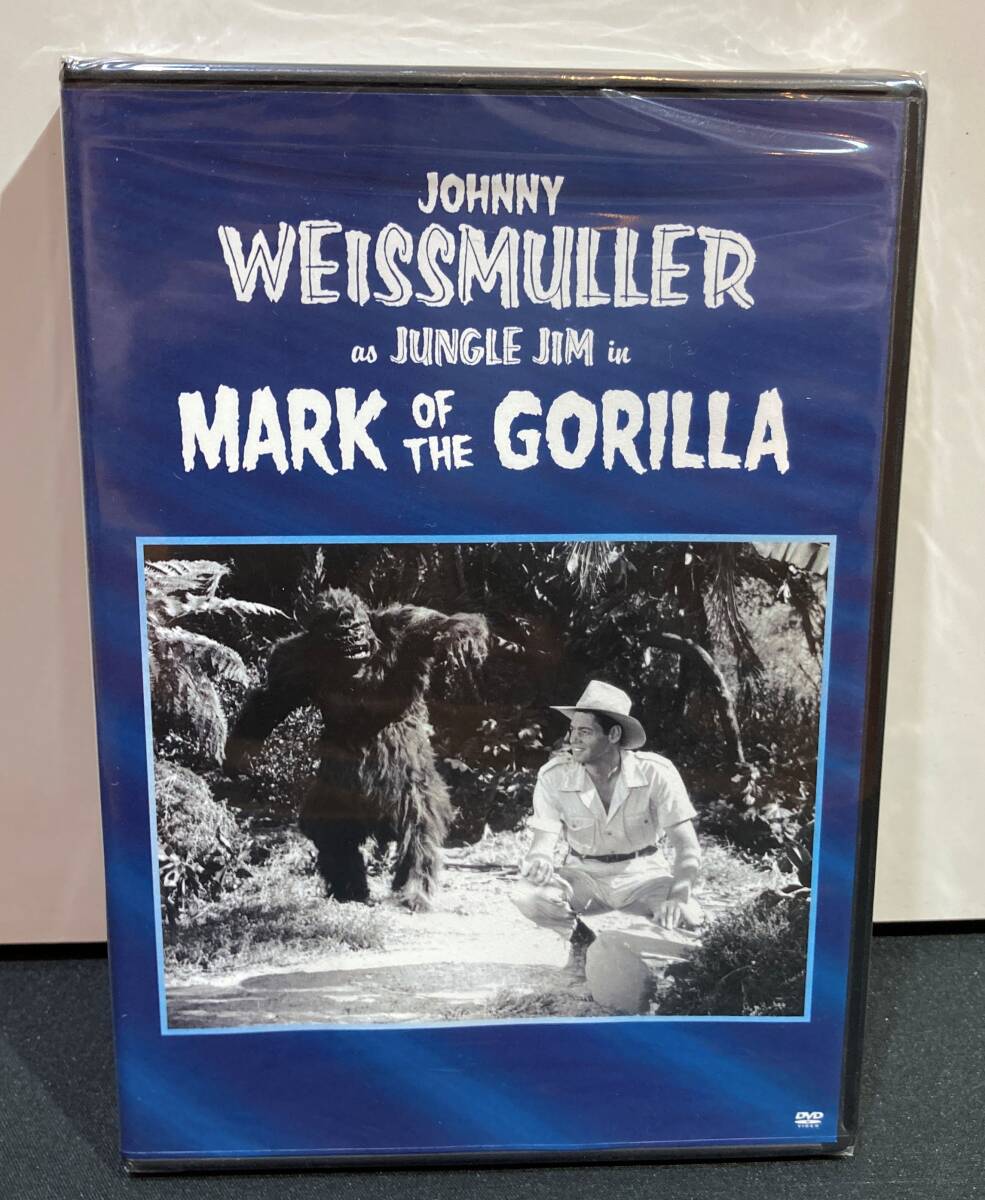 JOHNNY
WEISSMULLER
as JUNGLE JIM in
MARK OF THE GORILLA
DVD
VIDEO